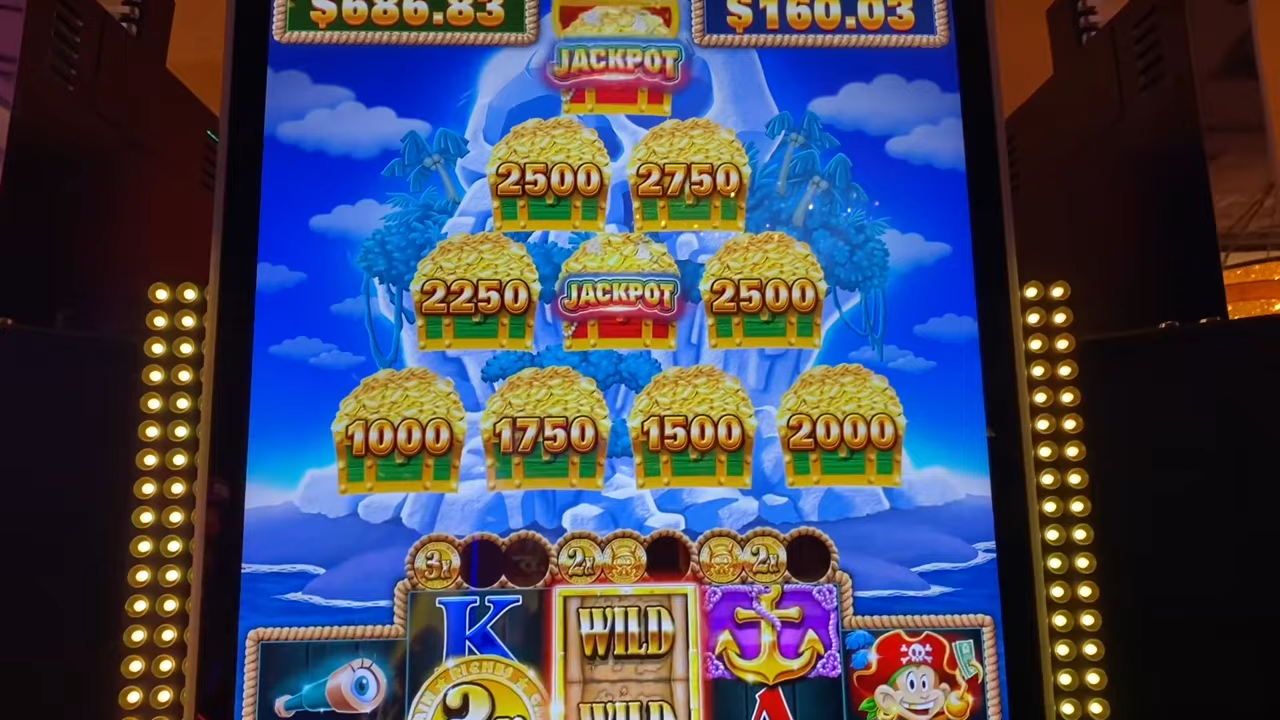 $686.83
$160.03
JACKPOT
2500
2750
2250
JACKPOT
2500
1000
1750
1500
2000
3x
2x
2x
K
WILD
WILD
A